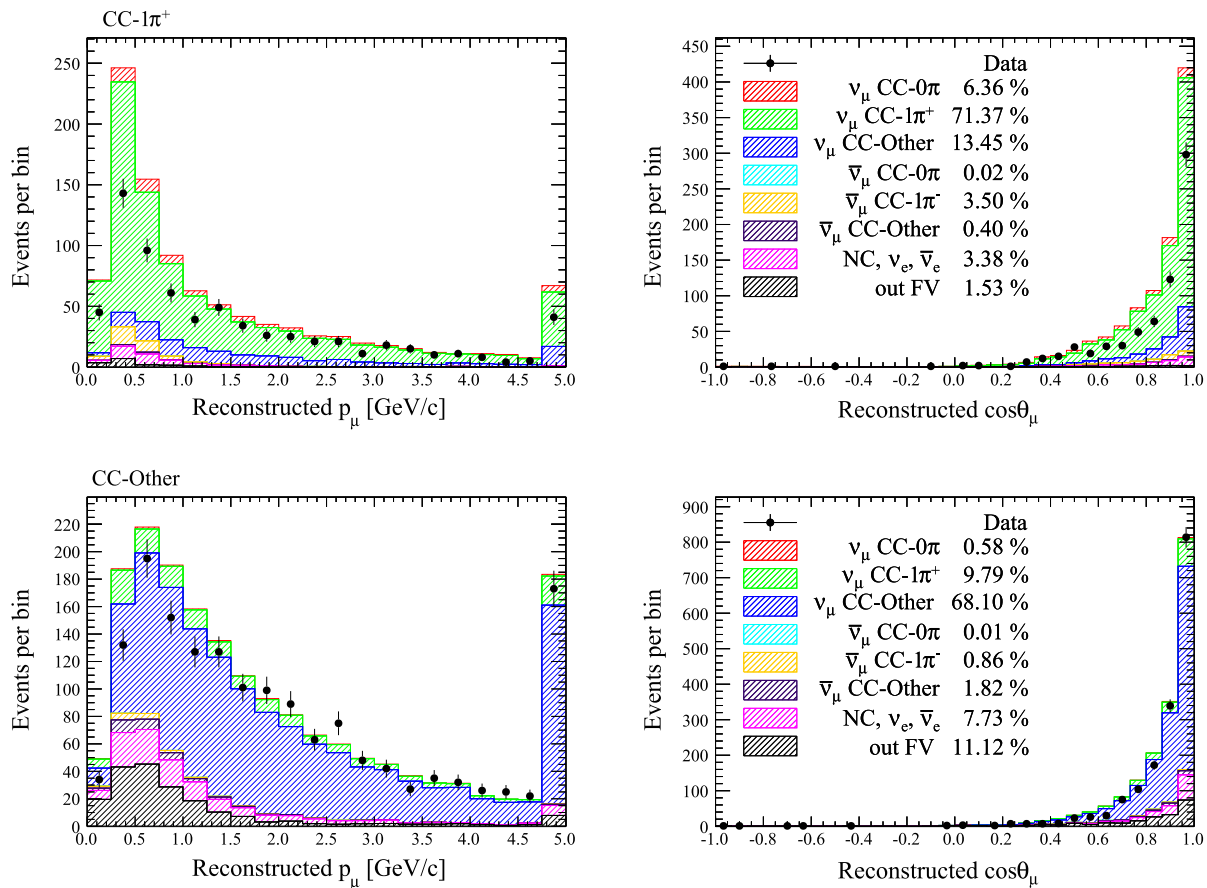 CC-1π⁺
Events per bin
250
200
150
100
50
0
0.0 0.5 1.0 1.5 2.0 2.5 3.0 3.5 4.0 4.5 5.0
Reconstructed p_μ [GeV/c]
Events per bin
450
400
350
300
250
200
150
100
50
0
Data
ν_μ CC-0π 6.36 %
ν_μ CC-1π⁺ 71.37 %
ν_μ CC-Other 13.45 %
ν̅_μ CC-0π 0.02 %
ν̅_μ CC-1π⁻ 3.50 %
ν̅_μ CC-Other 0.40 %
NC, ν_e, ν̅_e 3.38 %
out FV 1.53 %
-1.0 -0.8 -0.6 -0.4 -0.2 0.0 0.2 0.4 0.6 0.8 1.0
Reconstructed cosθ_μ
CC-Other
Events per bin
220
200
180
160
140
120
100
80
60
40
20
0
0.0 0.5 1.0 1.5 2.0 2.5 3.0 3.5 4.0 4.5 5.0
Reconstructed p_μ [GeV/c]
Events per bin
900
800
700
600
500
400
300
200
100
0
Data
ν_μ CC-0π 0.58 %
ν_μ CC-1π⁺ 9.79 %
ν_μ CC-Other 68.10 %
ν̅_μ CC-0π 0.01 %
ν̅_μ CC-1π⁻ 0.86 %
ν̅_μ CC-Other 1.82 %
NC, ν_e, ν̅_e 7.73 %
out FV 11.12 %
-1.0 -0.8 -0.6 -0.4 -0.2 0.0 0.2 0.4 0.6 0.8 1.0
Reconstructed cosθ_μ